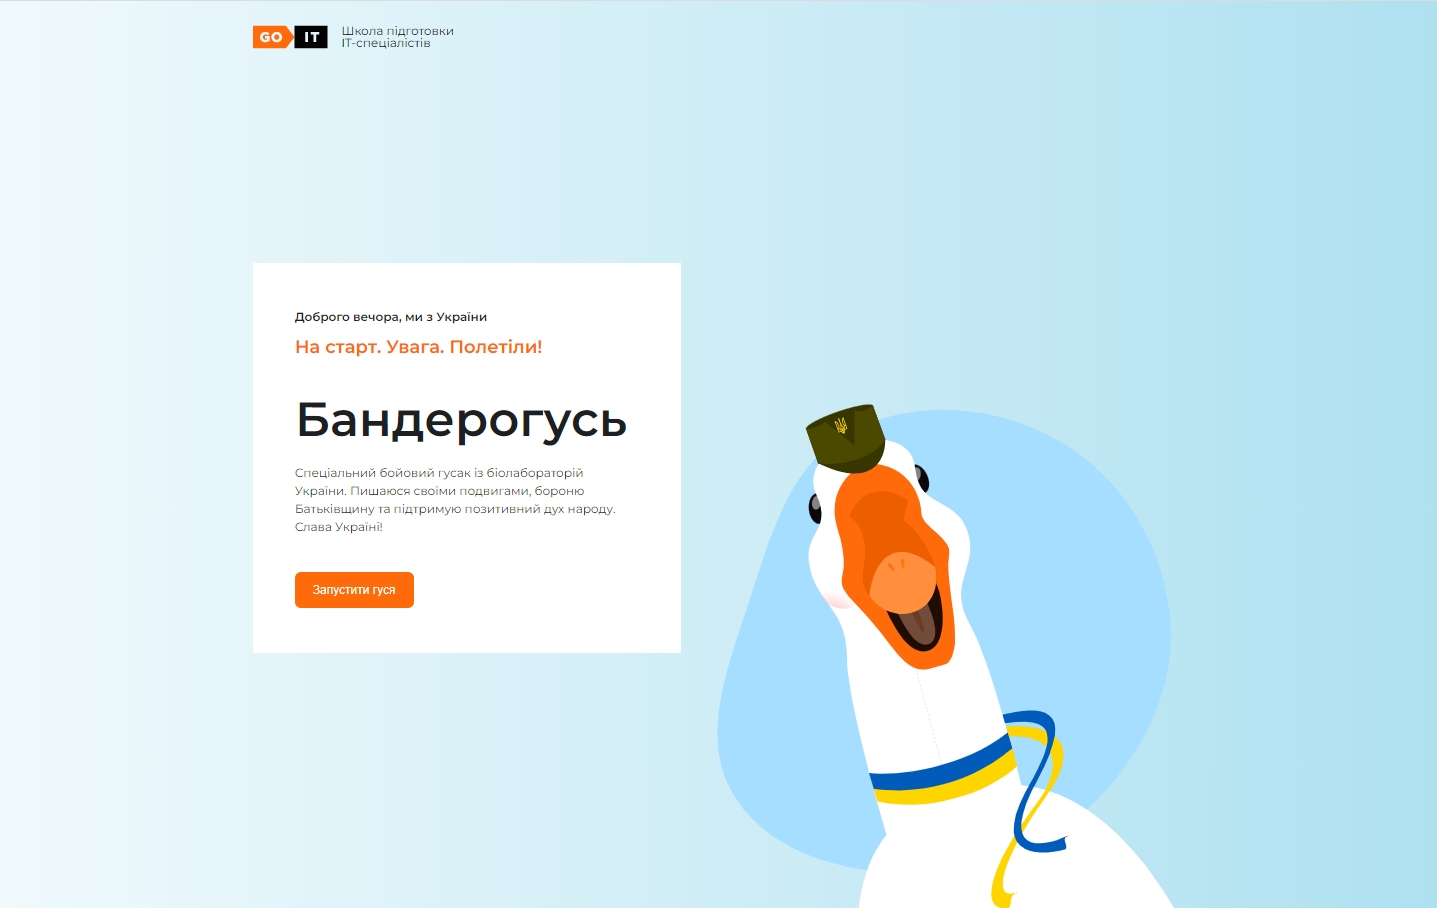 GO IT
Школа підготовки
ІТ-спеціалістів
Доброго вечора, ми з України
На старт. Увага. Полетіли!
Бандерогусь
Спеціальний бойовий гусак із біолабораторій
України. Пишаюся своїми подвигами, бороню
Батьківщину та підтримую позитивний дух народу.
Слава Україні!
Запустити гуся